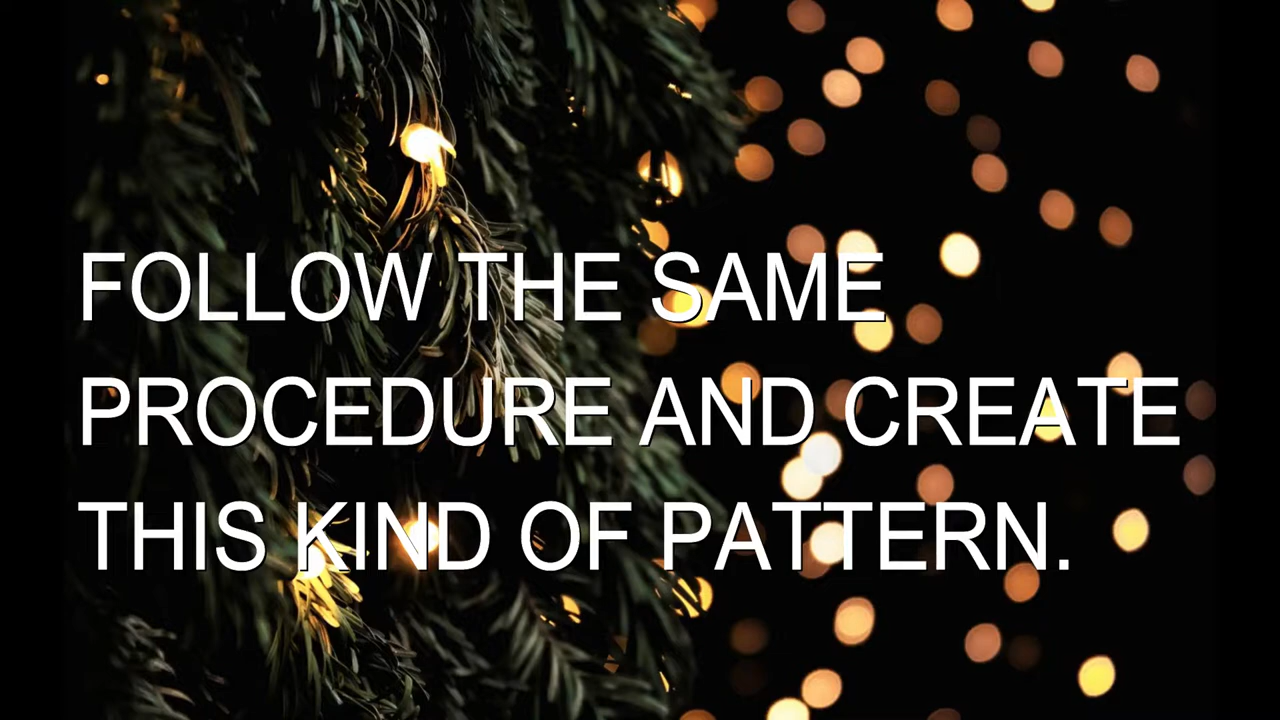 FOLLOW THE SAME
PROCEDURE AND CREATE
THIS KIND OF PATTERN.